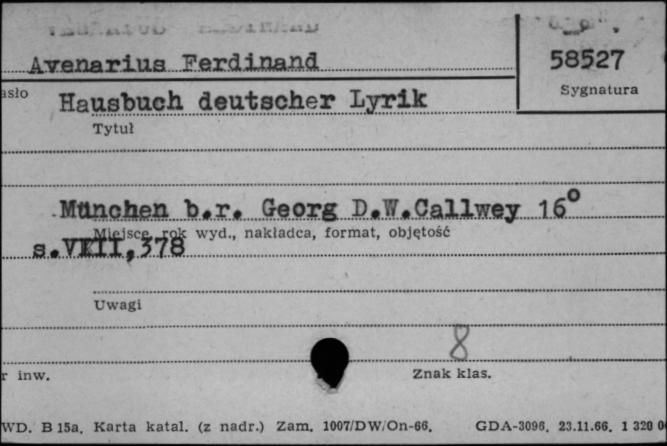 Avenarius Ferdinand
58527
asło
Hausbuch deutscher Lyrik
Sygnatura
Tytuł
München b.r. Georg D.W.Callwey 16°
Miejsce, rok wyd., nakładca, format, objętość
s.VIII,378
Uwagi
8
r inw.
Znak klas.
WD. B 15a. Karta katal. (z nadr.) Zam. 1007/DW/On-66. GDA-3096. 23.11.66. 1 320 0